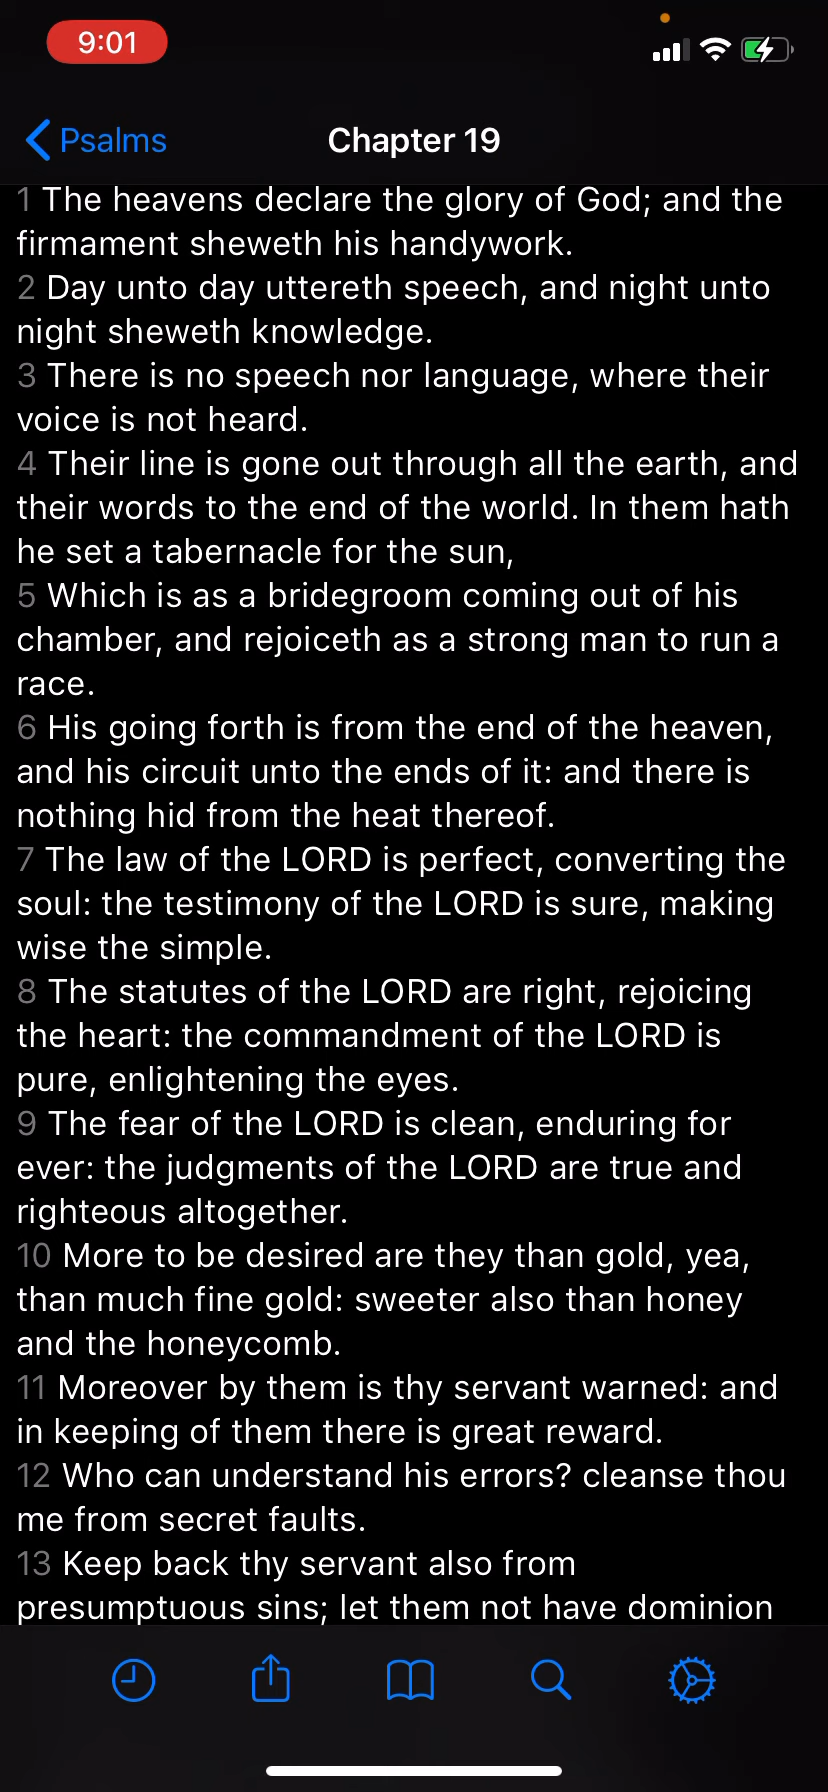 9:01
Psalms
Chapter 19
1 The heavens declare the glory of God; and the
firmament sheweth his handywork.
2 Day unto day uttereth speech, and night unto
night sheweth knowledge.
3 There is no speech nor language, where their
voice is not heard.
4 Their line is gone out through all the earth, and
their words to the end of the world. In them hath
he set a tabernacle for the sun,
5 Which is as a bridegroom coming out of his
chamber, and rejoiceth as a strong man to run a
race.
6 His going forth is from the end of the heaven,
and his circuit unto the ends of it: and there is
nothing hid from the heat thereof.
7 The law of the LORD is perfect, converting the
soul: the testimony of the LORD is sure, making
wise the simple.
8 The statutes of the LORD are right, rejoicing
the heart: the commandment of the LORD is
pure, enlightening the eyes.
9 The fear of the LORD is clean, enduring for
ever: the judgments of the LORD are true and
righteous altogether.
10 More to be desired are they than gold, yea,
than much fine gold: sweeter also than honey
and the honeycomb.
11 Moreover by them is thy servant warned: and
in keeping of them there is great reward.
12 Who can understand his errors? cleanse thou
me from secret faults.
13 Keep back thy servant also from
presumptuous sins; let them not have dominion